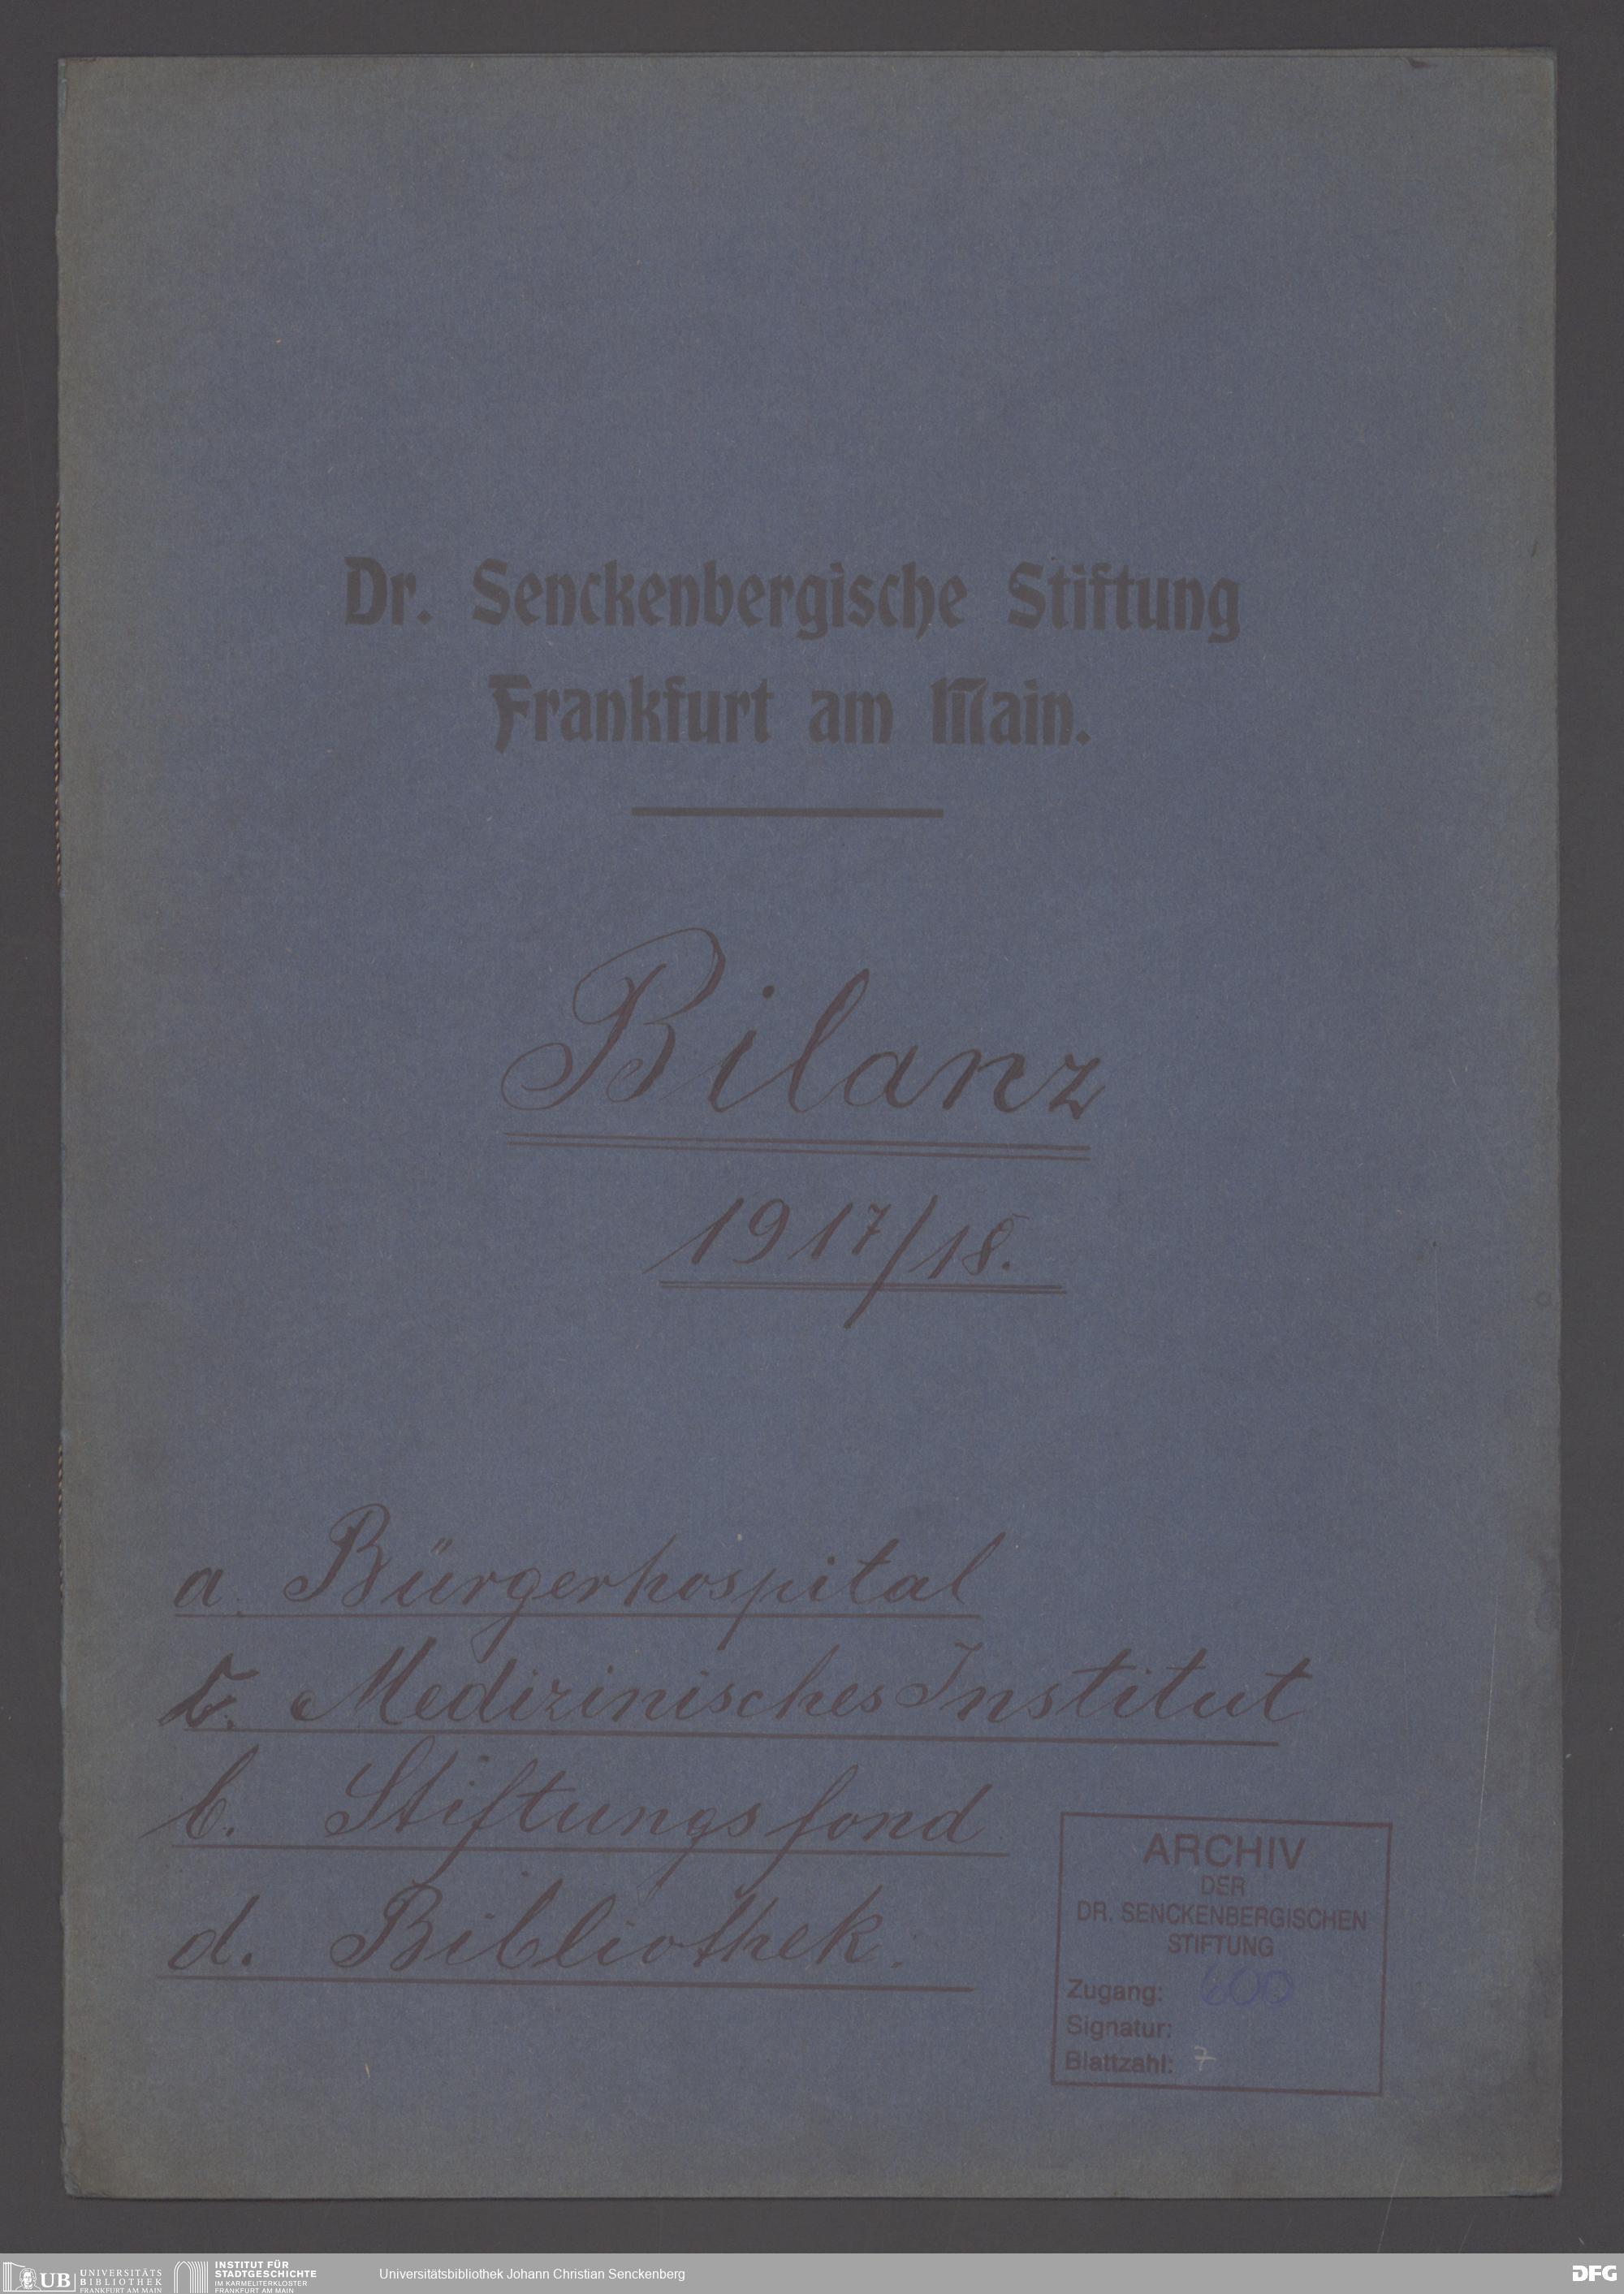 Dr. Senckenbergische Stiftung
Frankfurt am Main.
Bilanz
1917/18.
a. Bürgerhospital
Medizinisches Institut
b. Stiftungsfond
d. Bibliothek.
ARCHIV
DER
DR. SENCKENBERGISCHEN
STIFTUNG
Zugang: 600
Signatur:
Blattzahl: 7
UB UNIVERSITÄTS
BIBLIOTHEK
FRANKFURT AM MAIN
INSTITUT FÜR
STADTGESCHICHTE
IM KARMELITERKLOSTER
FRANKFURT AM MAIN
Universitätsbibliothek Johann Christian Senckenberg
DFG